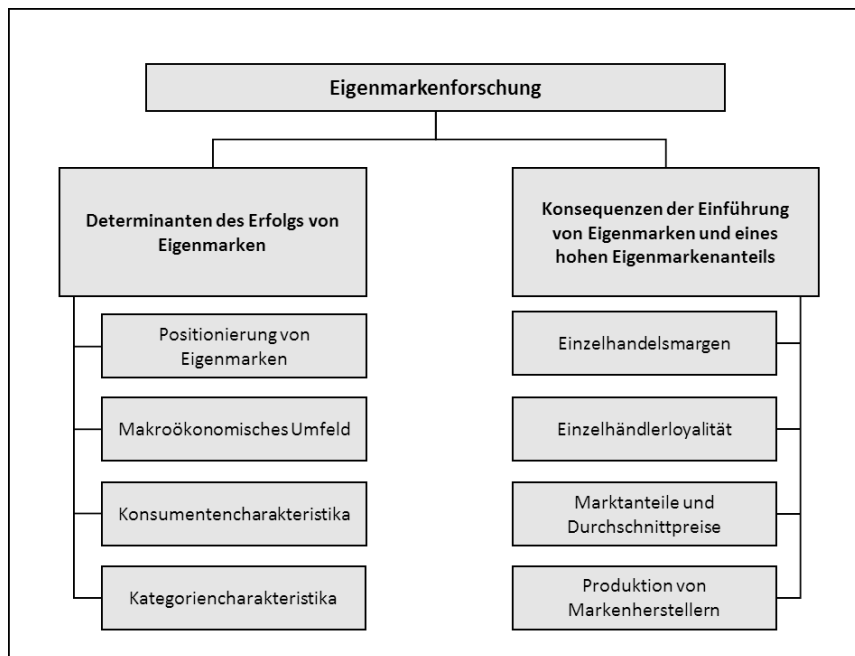 Eigenmarkenforschung
Determinanten des Erfolgs von
Eigenmarken
Positionierung von
Eigenmarken
Makroökonomisches Umfeld
Konsumentencharakteristika
Kategoriencharakteristika
Konsequenzen der Einführung
von Eigenmarken und eines
hohen Eigenmarkenanteils
Einzelhandelsmargen
Einzelhändlerloyalität
Marktanteile und
Durchschnittpreise
Produktion von
Markenherstellern